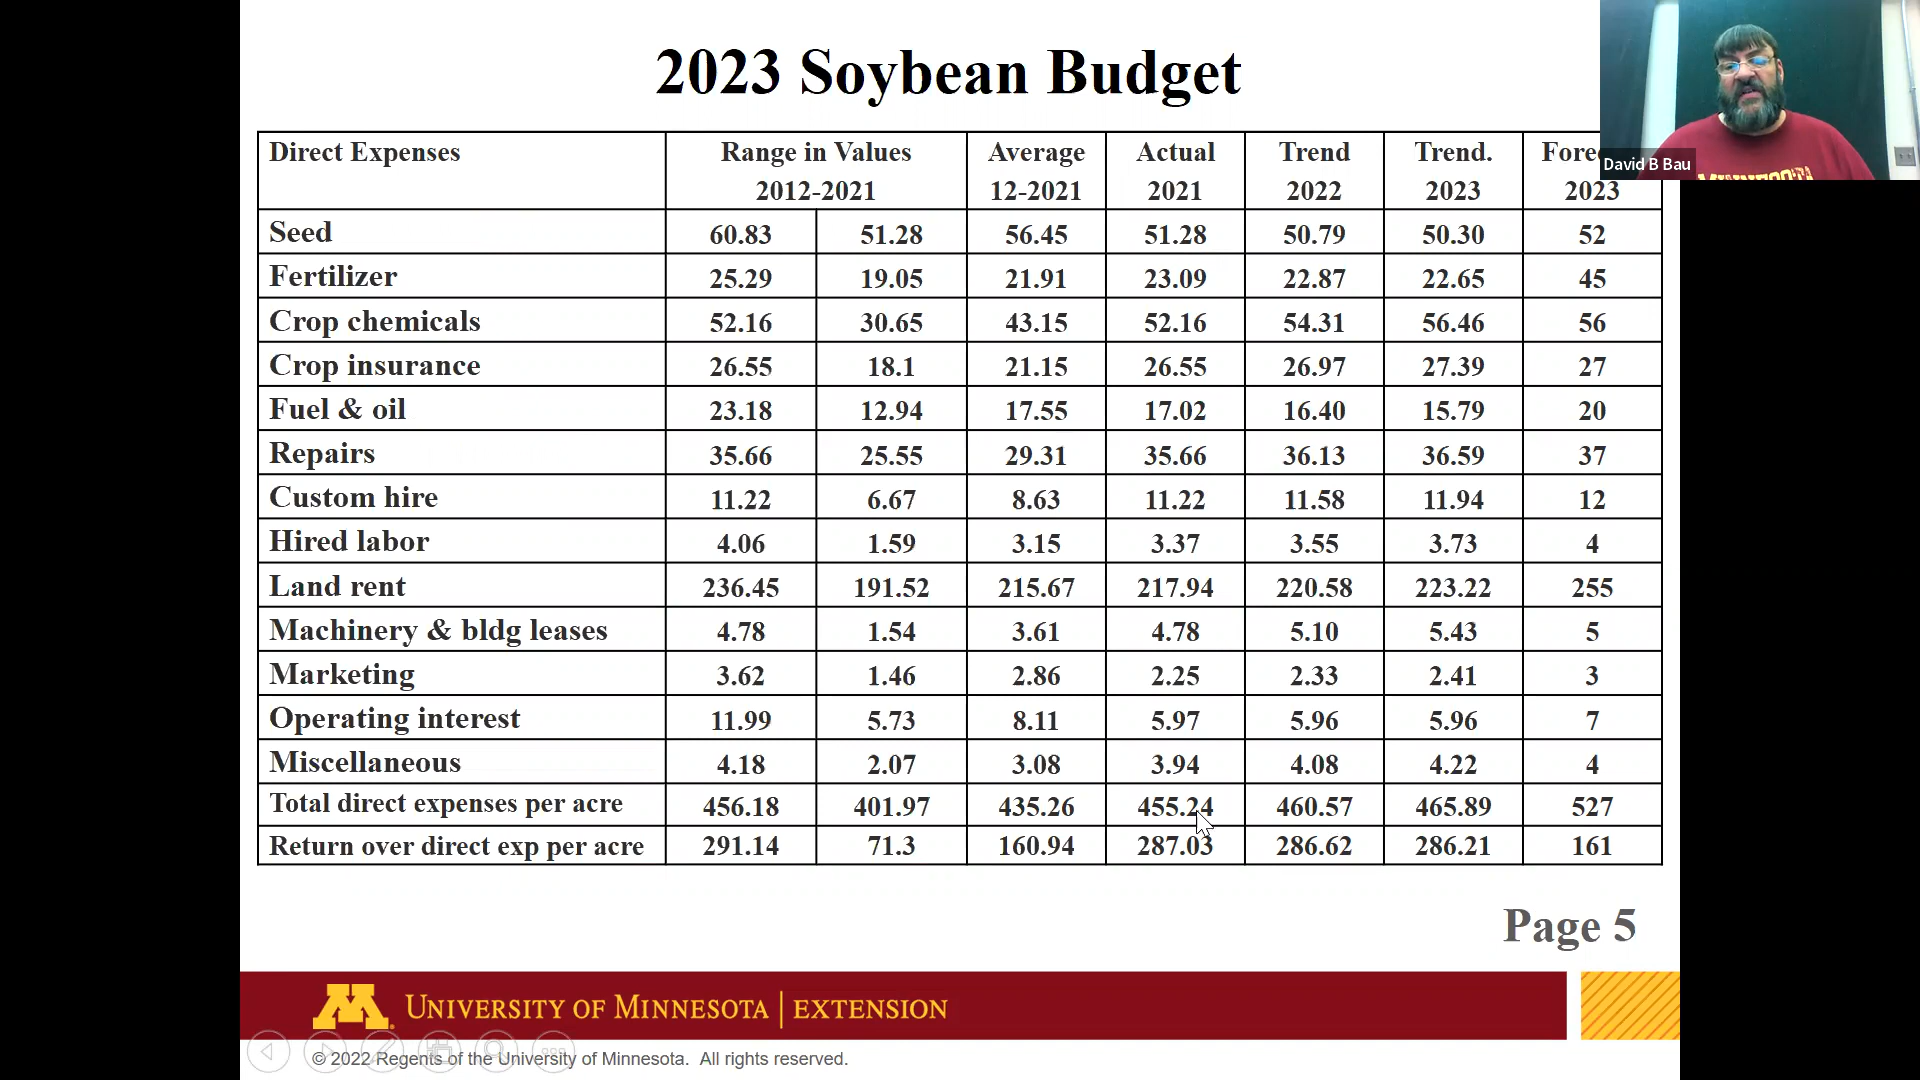 2023 Soybean Budget
Direct Expenses Range in Values Average Actual Trend Trend.
2012-2021 12-2021 2021 2022 2023 2023
Seed 60.83 51.28 56.45 51.28 50.79 50.30 52
Fertilizer 25.29 19.05 21.91 23.09 22.87 22.65 45
Crop chemicals 52.16 30.65 43.15 52.16 54.31 56.46 56
Crop insurance 26.55 18.1 21.15 26.55 26.97 27.39 27
Fuel & oil 23.18 12.94 17.55 17.02 16.40 15.79 20
Repairs 35.66 25.55 29.31 35.66 36.13 36.59 37
Custom hire 11.22 6.67 8.63 11.22 11.58 11.94 12
Hired labor 4.06 1.59 3.15 3.37 3.55 3.73 4
Land rent 236.45 191.52 215.67 217.94 220.58 223.22 255
Machinery & bldg leases 4.78 1.54 3.61 4.78 5.10 5.43 5
Marketing 3.62 1.46 2.86 2.25 2.33 2.41 3
Operating interest 11.99 5.73 8.11 5.97 5.96 5.96 7
Miscellaneous 4.18 2.07 3.08 3.94 4.08 4.22 4
Total direct expenses per acre 456.18 401.97 435.26 455.24 460.57 465.89 527
Return over direct exp per acre 291.14 71.3 160.94 287.03 286.62 286.21 161
David B Bau
MINNESOTA
Page 5
UNIVERSITY OF MINNESOTA | EXTENSION
© 2022 Regents of the University of Minnesota. All rights reserved.